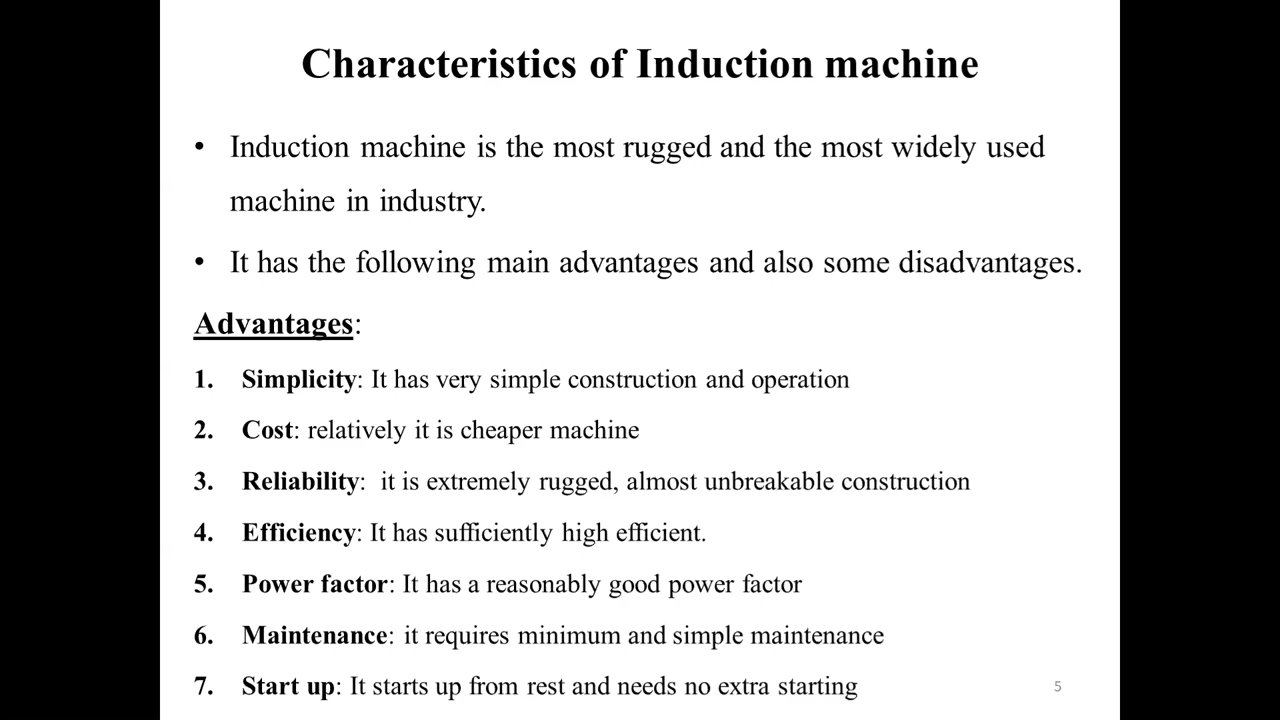 Characteristics of Induction machine
• Induction machine is the most rugged and the most widely used
machine in industry.
• It has the following main advantages and also some disadvantages.
Advantages:
1. Simplicity: It has very simple construction and operation
2. Cost: relatively it is cheaper machine
3. Reliability: it is extremely rugged, almost unbreakable construction
4. Efficiency: It has sufficiently high efficient.
5. Power factor: It has a reasonably good power factor
6. Maintenance: it requires minimum and simple maintenance
7. Start up: It starts up from rest and needs no extra starting
5